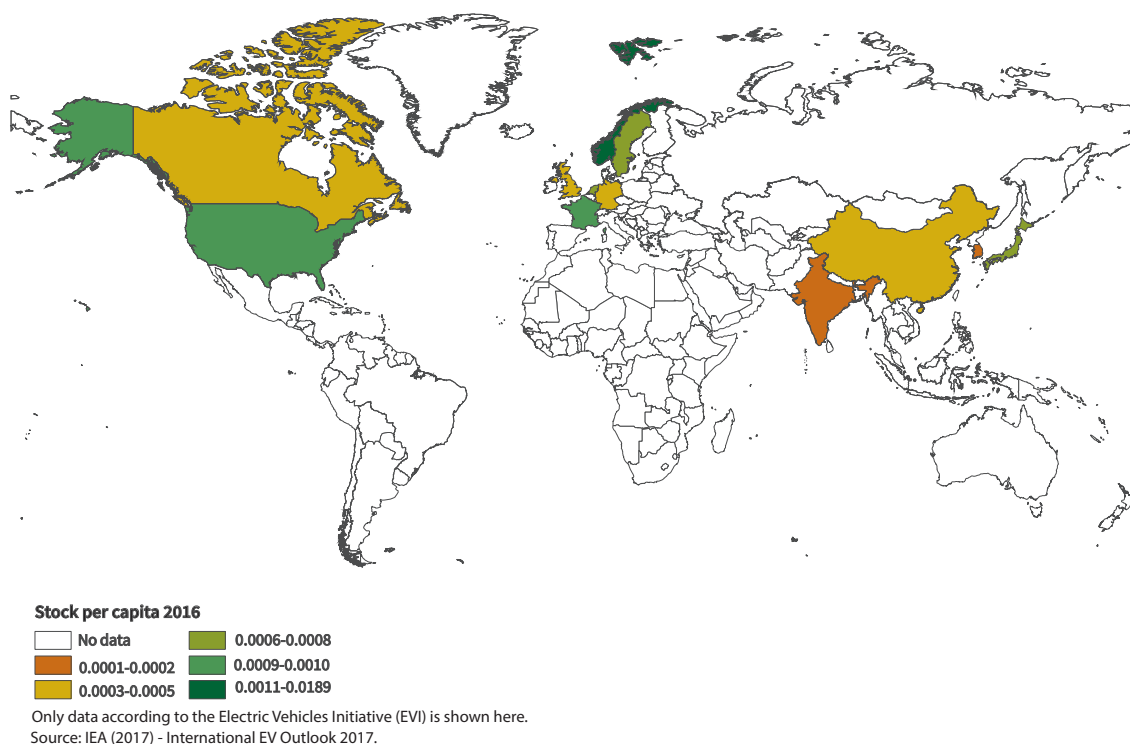 Stock per capita 2016
No data
0.0006-0.0008
0.0001-0.0002
0.0009-0.0010
0.0003-0.0005
0.0011-0.0189
Only data according to the Electric Vehicles Initiative (EVI) is shown here.
Source: IEA (2017) - International EV Outlook 2017.